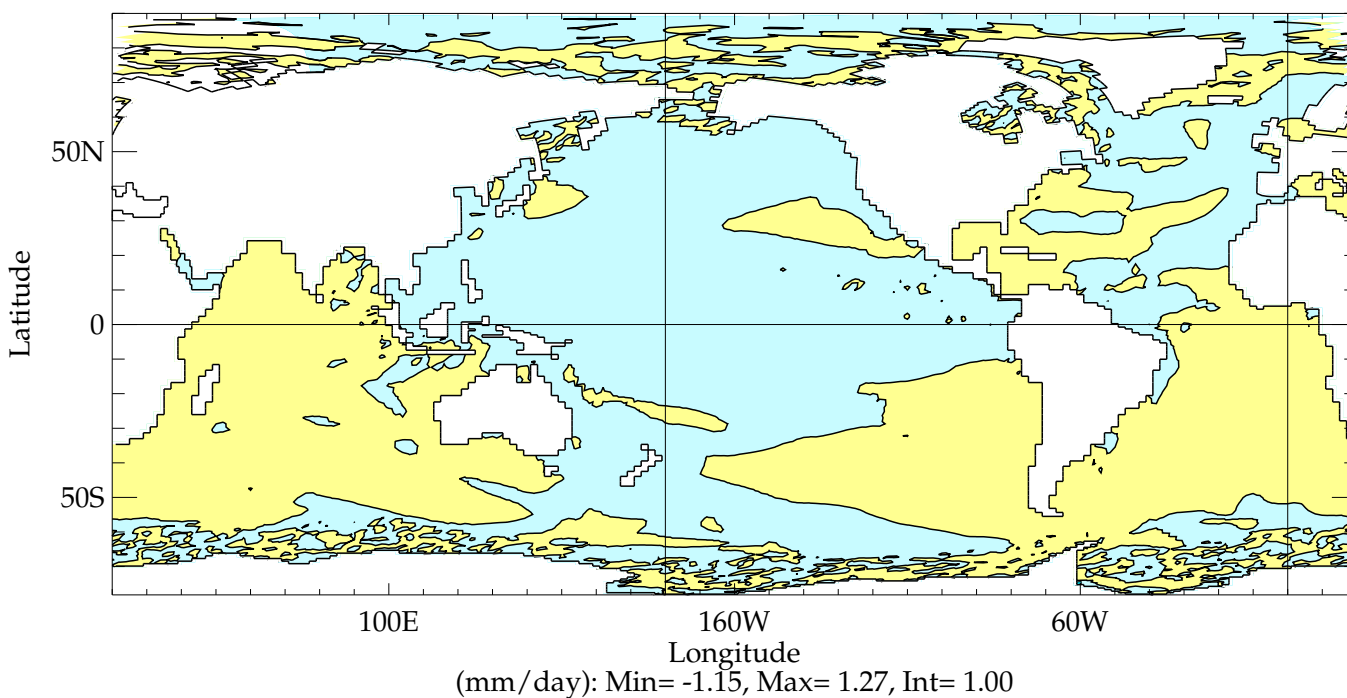 Latitude
50N
0
50S
100E 160W 60W
Longitude
(mm/day): Min= -1.15, Max= 1.27, Int= 1.00